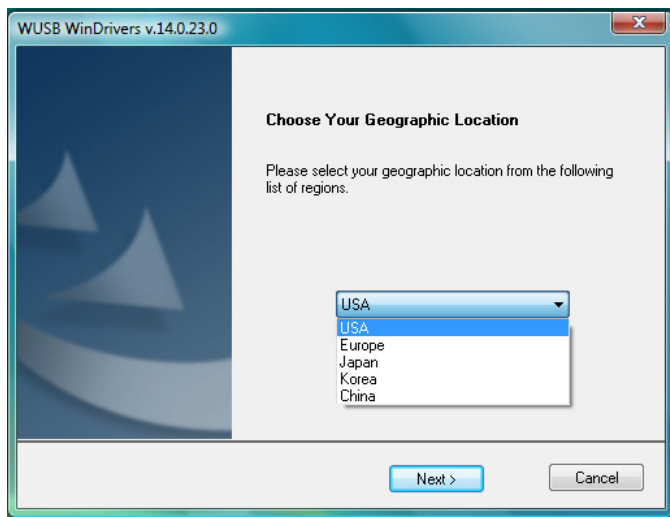 WUSB WinDrivers v.14.0.23.0
Choose Your Geographic Location
Please select your geographic location from the following
list of regions.
USA
USA
Europe
Japan
Korea
China
Next >
Cancel